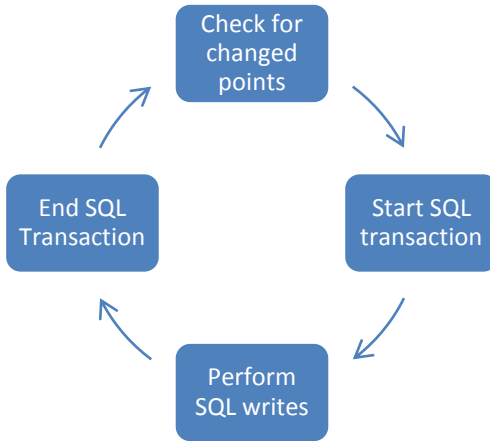 Check for
changed
points
Start SQL
transaction
Perform
SQL writes
End SQL
Transaction